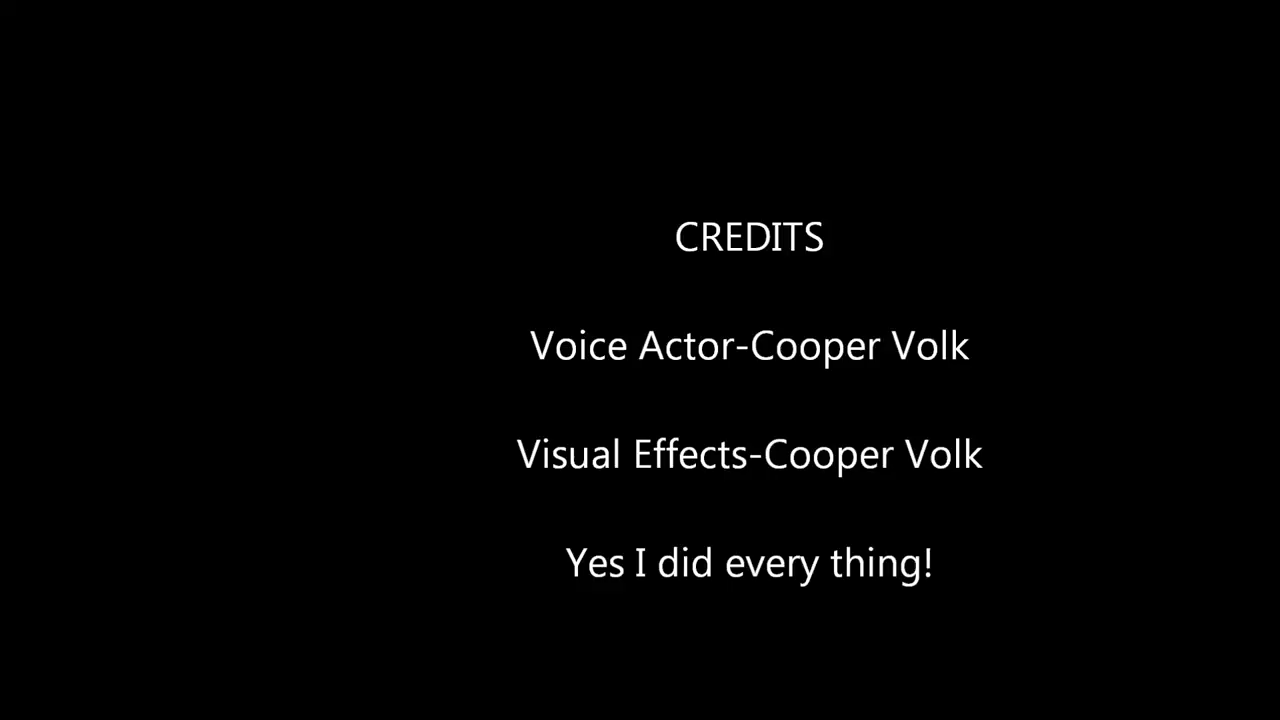 CREDITS
Voice Actor-Cooper Volk
Visual Effects-Cooper Volk
Yes I did every thing!